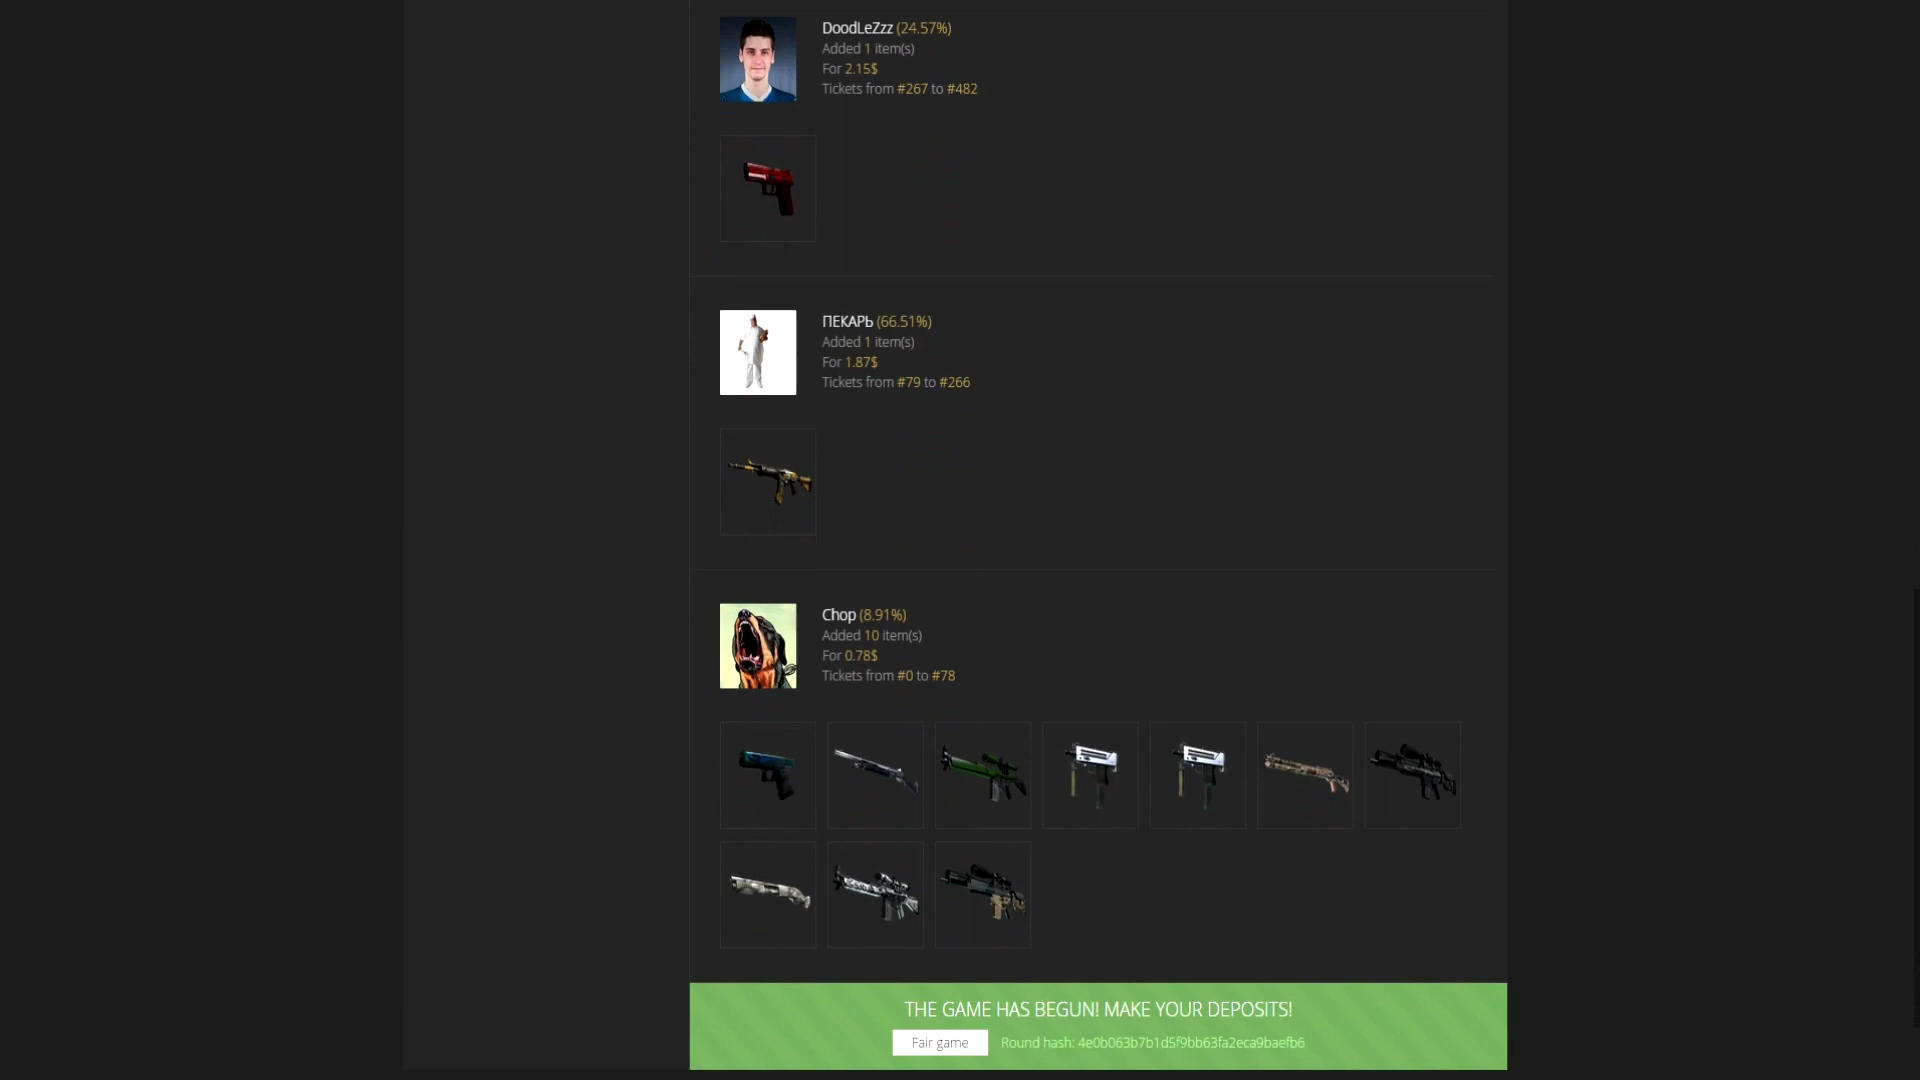 DoodLeZzz (24.57%)
Added 1 item(s)
For 2.15$
Tickets from #267 to #482
ПЕКАРЬ (66.51%)
Added 1 item(s)
For 1.87$
Tickets from #79 to #266
Chop (8.91%)
Added 10 item(s)
For 0.78$
Tickets from #0 to #78
THE GAME HAS BEGUN! MAKE YOUR DEPOSITS!
Fair game
Round hash: 4e0b063b7b1d5f9bb63fa2eca9baefb6